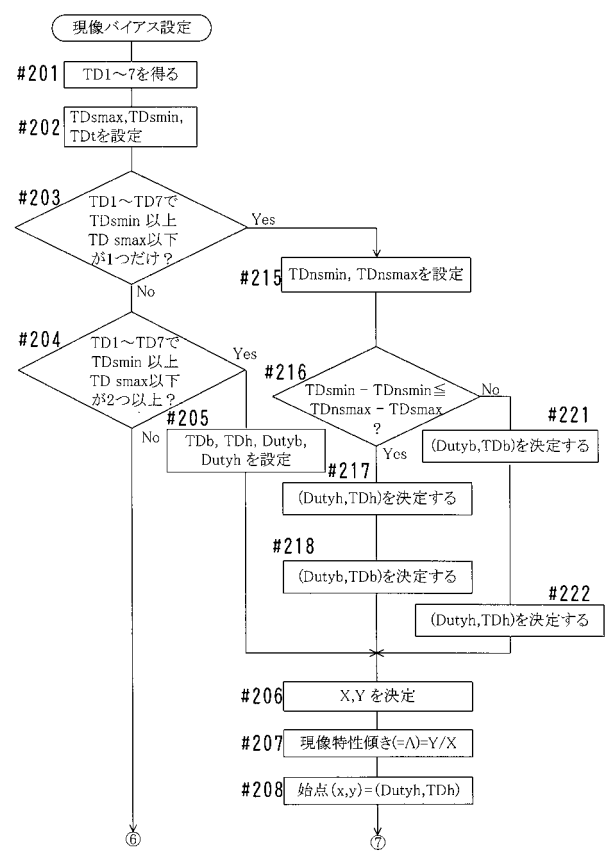 現像バイアス設定
#201
TD1～7を得る
#202
TDsmax,TDsmin,
TDtを設定
#203
TD1～TD7で
TDsmin 以上
TD smax以下
が1つだけ？
Yes
No
#215
TDnsmin, TDnsmaxを設定
#204
TD1～TD7で
TDsmin 以上
TD smax以下
が2つ以上？
Yes
No
#216
TDsmin − TDnsmin≦
TDnsmax − TDsmax
？
No
Yes
#205
TDb, TDh, Dutyb,
Dutyh を設定
#221
(Dutyb,TDb)を決定する
#217
(Dutyh,TDh)を決定する
#218
(Dutyb,TDb)を決定する
#222
(Dutyh,TDh)を決定する
#206
X,Y を決定
#207
現像特性傾き(=Λ)=Y/X
#208
始点(x,y)=(Dutyh,TDh)
⑥
⑦